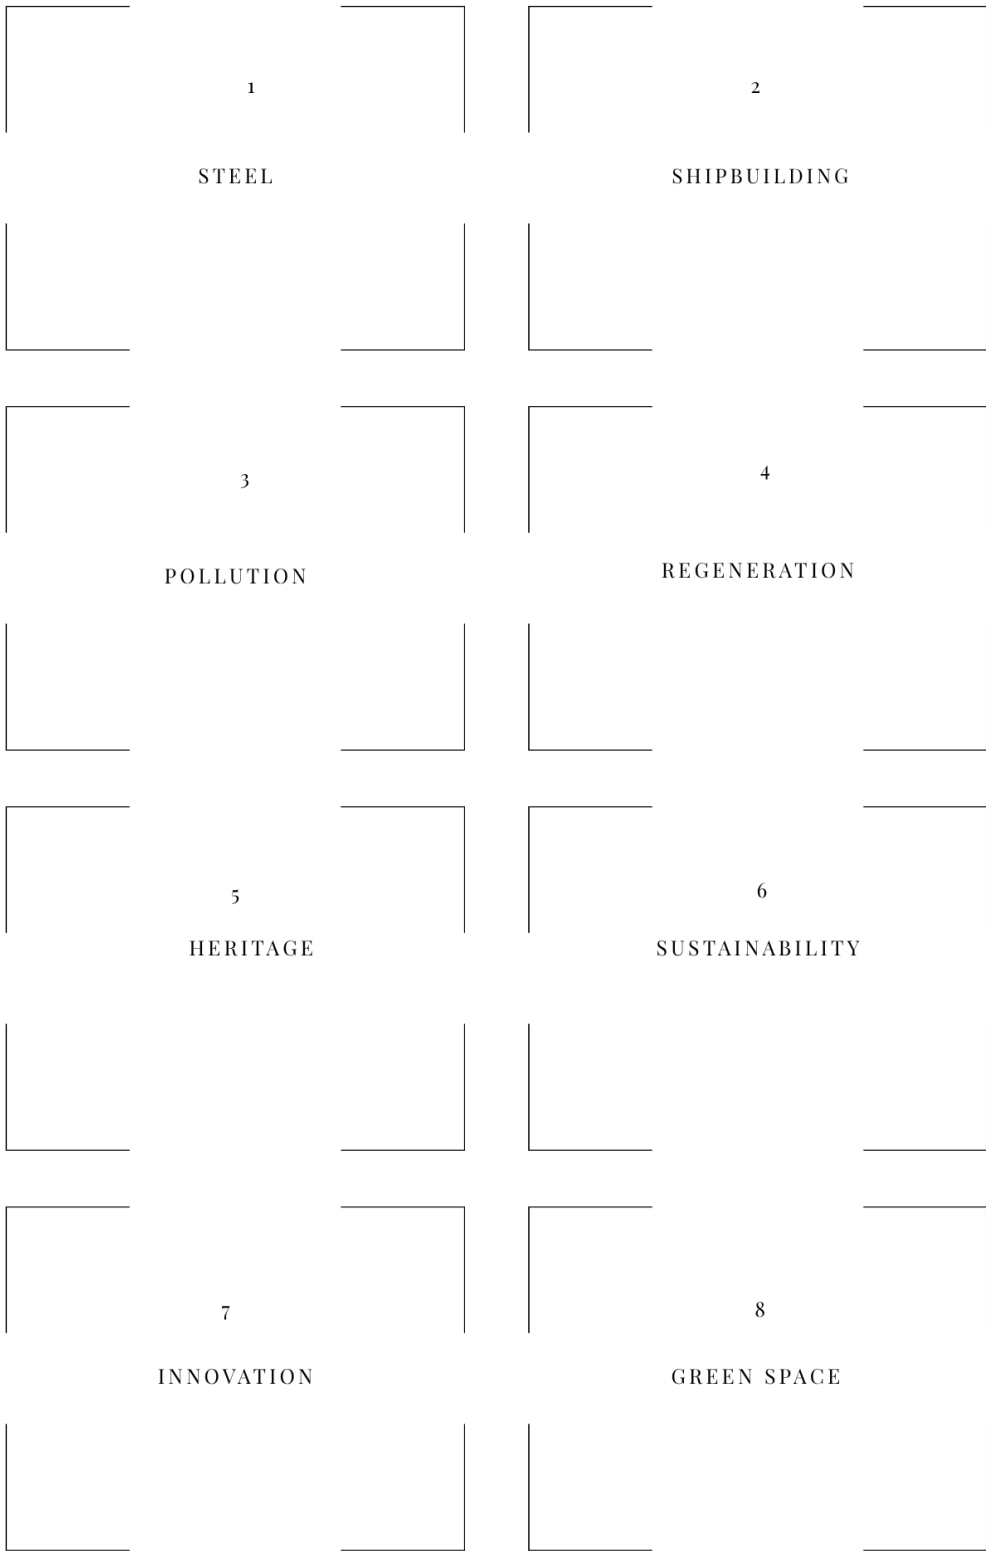 1
2
STEEL
SHIPBUILDING
3
4
POLLUTION
REGENERATION
5
6
HERITAGE
SUSTAINABILITY
7
8
INNOVATION
GREEN SPACE